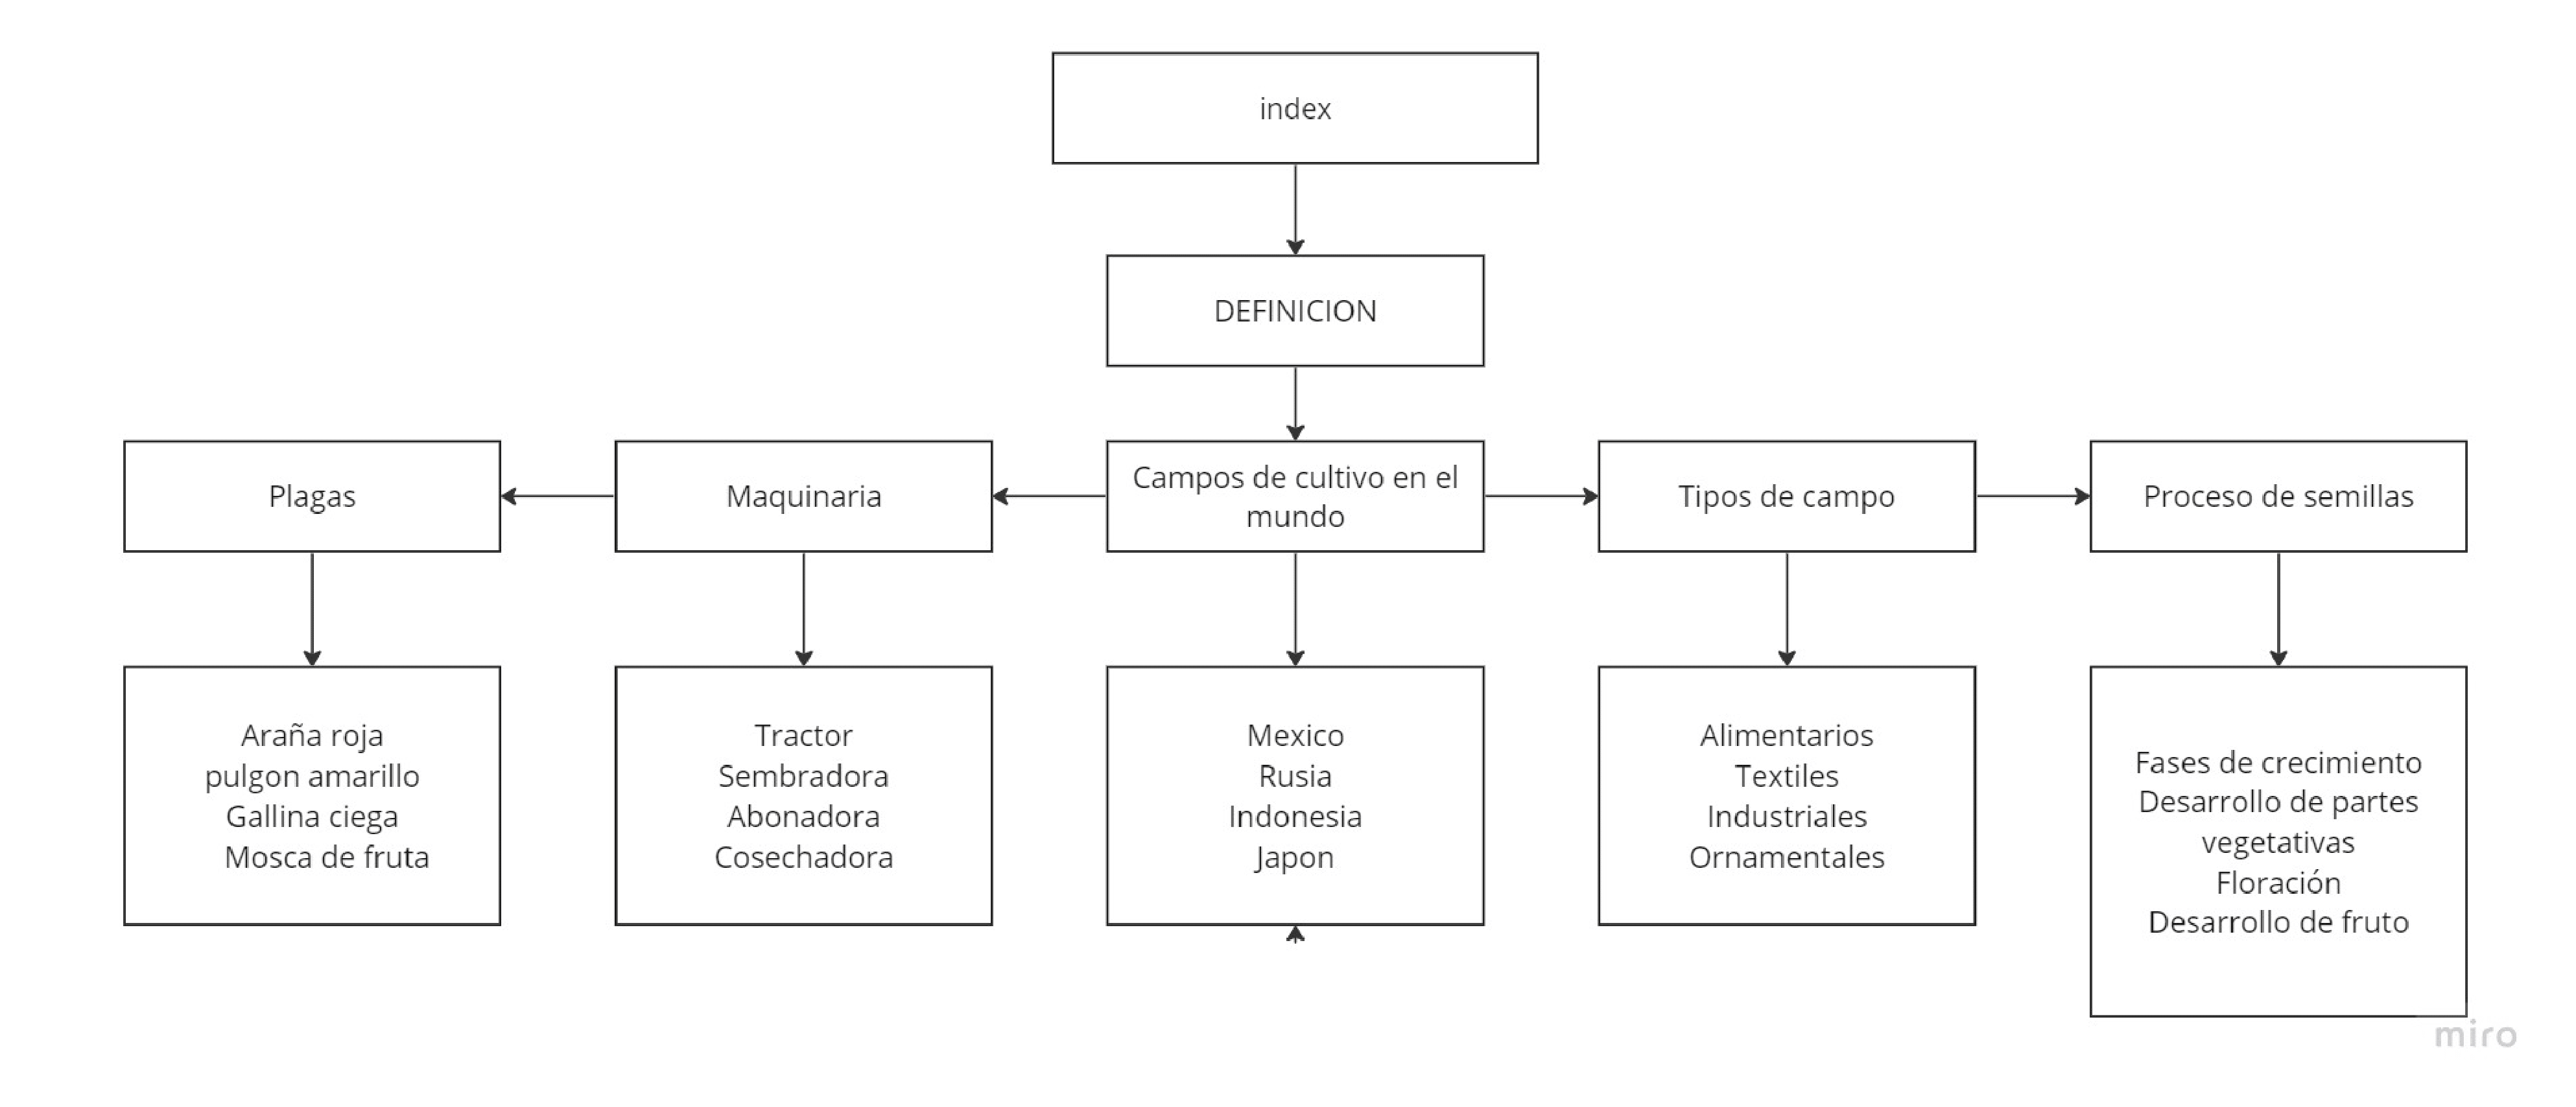 index
DEFINICION
Plagas
Maquinaria
Campos de cultivo en el
mundo
Tipos de campo
Proceso de semillas
Araña roja
pulgon amarillo
Gallina ciega
Mosca de fruta
Tractor
Sembradora
Abonadora
Cosechadora
Mexico
Rusia
Indonesia
Japon
Alimentarios
Textiles
Industriales
Ornamentales
Fases de crecimiento
Desarrollo de partes
vegetativas
Floración
Desarrollo de fruto
miro